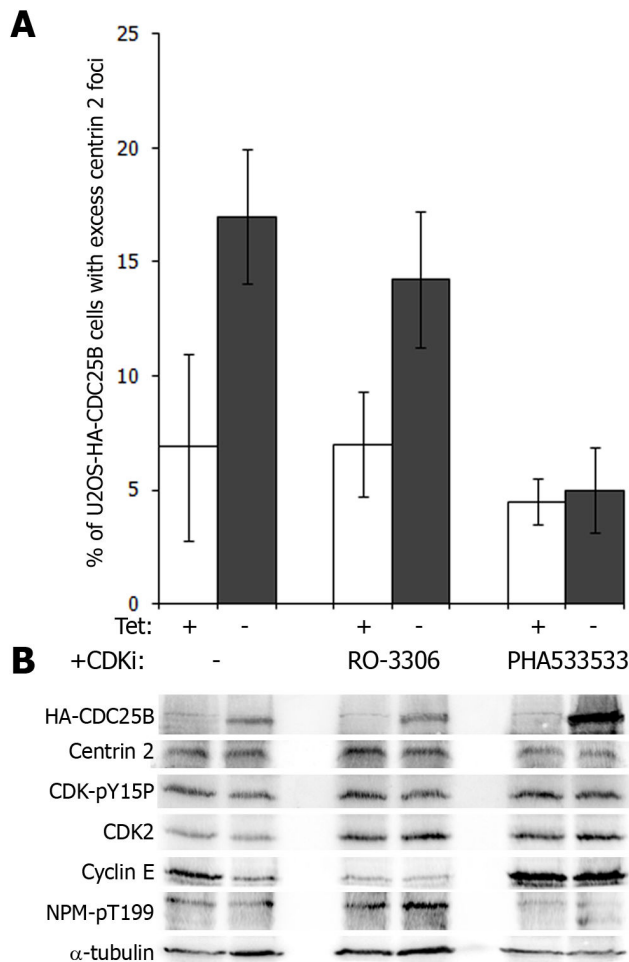 A
% of U2OS-HA-CDC25B cells with excess centrin 2 foci
25
20
15
10
5
0
Tet: + - + - + -
B
+CDKi: - RO-3306 PHA533533
HA-CDC25B
Centrin 2
CDK-pY15P
CDK2
Cyclin E
NPM-pT199
α-tubulin